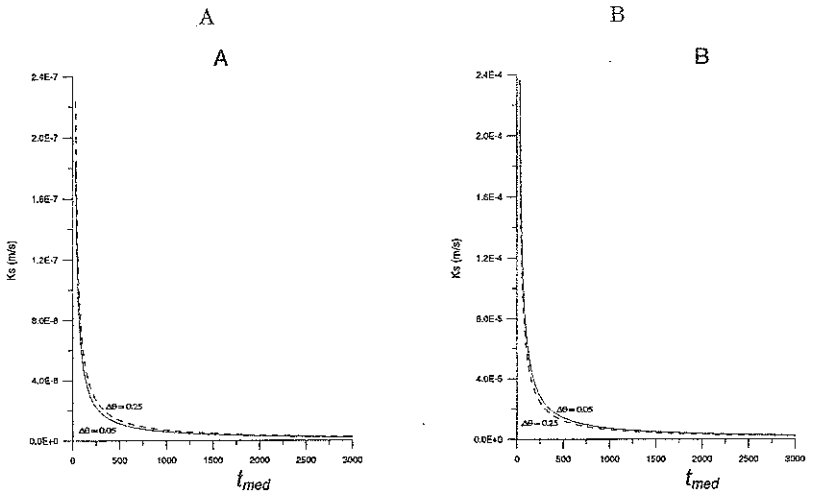 A
B
A
B
2.4E-7
2.0E-7
1.6E-7
1.2E-7
8.0E-8
4.0E-8
0.0E+0
Ks (m/s)
Δθ = 0.25
Δθ = 0.05
0 500 1000 1500 2000 2500 3000
tmed
2.4E-4
2.0E-4
1.6E-4
1.2E-4
8.0E-5
4.0E-5
0.0E+0
Ks (m/s)
Δθ = 0.05
Δθ = 0.25
0 500 1000 1500 2000 2500 3000
tmed